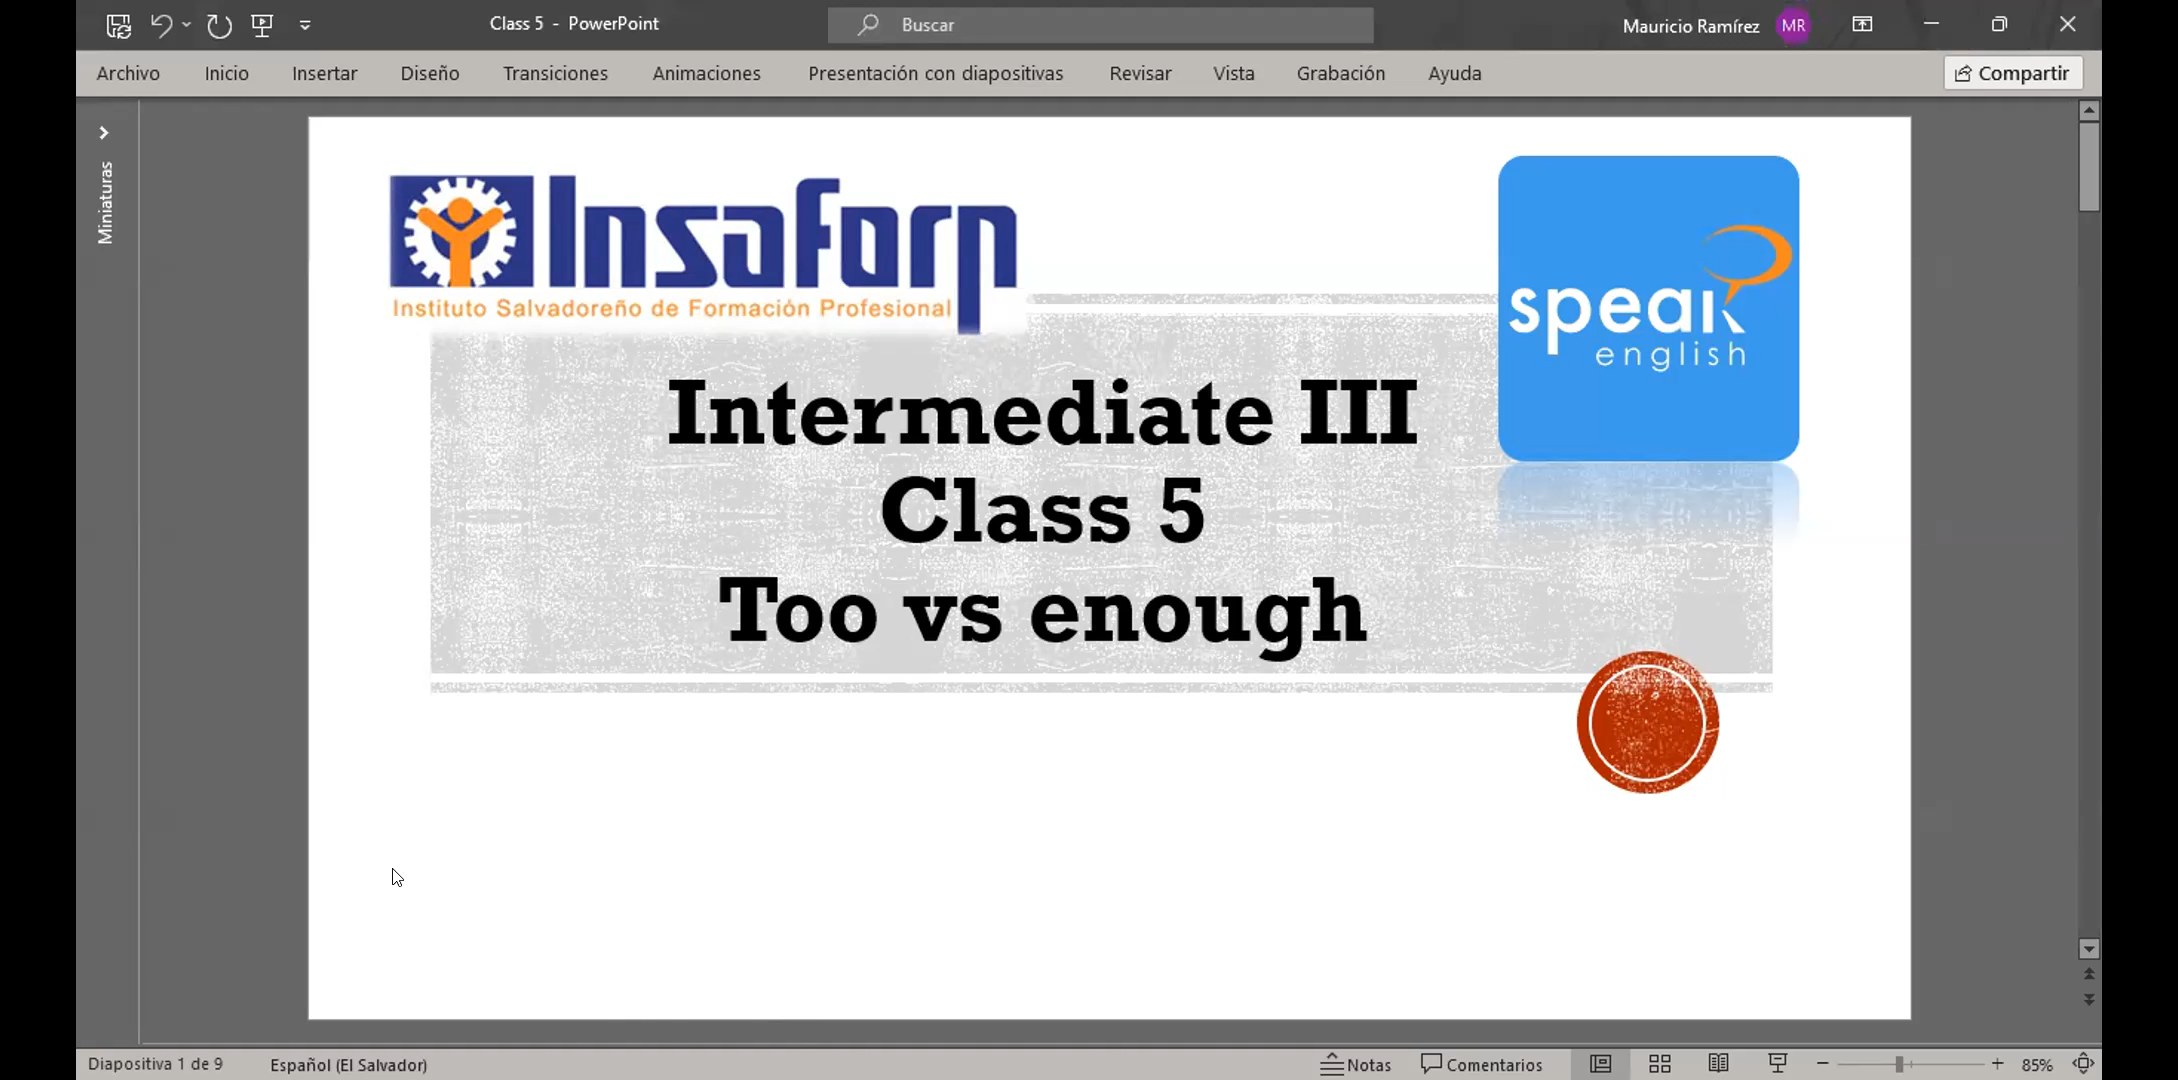 Class 5 - PowerPoint
Buscar
Mauricio Ramírez MR
Archivo Inicio Insertar Diseño Transiciones Animaciones Presentación con diapositivas Revisar Vista Grabación Ayuda Compartir
Miniaturas
Insaforp
Instituto Salvadoreño de Formación Profesional
speak
english
Intermediate III
Class 5
Too vs enough
Diapositiva 1 de 9 Español (El Salvador) Notas Comentarios 85%